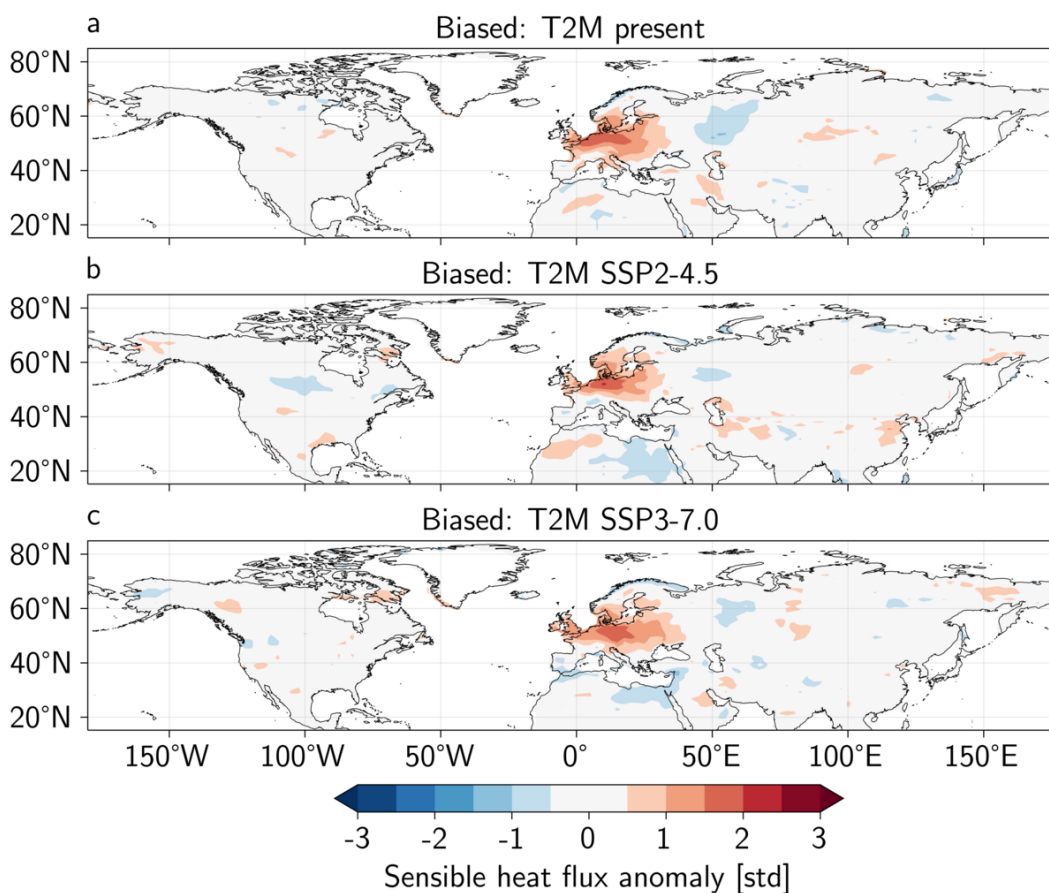 a
Biased: T2M present
80°N
60°N
40°N
20°N
b
Biased: T2M SSP2-4.5
80°N
60°N
40°N
20°N
c
Biased: T2M SSP3-7.0
80°N
60°N
40°N
20°N
150°W 100°W 50°W 0 50°E 100°E 150°E
-3 -2 -1 0 1 2 3
Sensible heat flux anomaly [std]